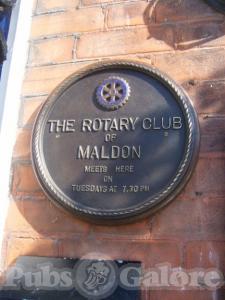 THE ROTARY CLUB
OF
MALDON
MEETS HERE
ON
TUESDAYS AT 7.30 PM
Pubs Galore